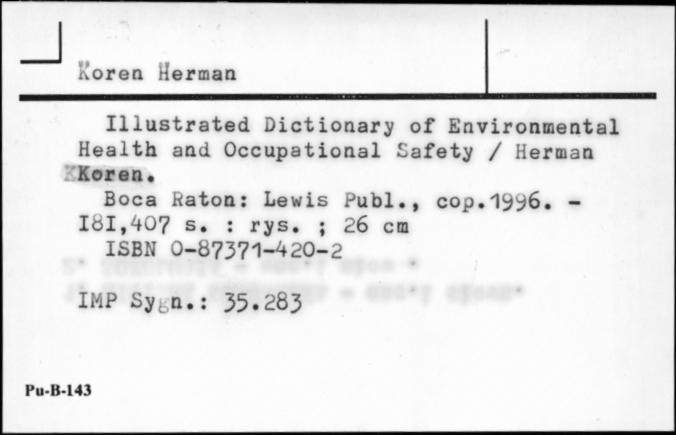 Koren Herman
Illustrated Dictionary of Environmental
Health and Occupational Safety / Herman
Koren.
Boca Raton: Lewis Publ., cop.1996. -
I8I,407 s. : rys. ; 26 cm
ISBN 0-87371-420-2
IMP Sygn.: 35.283
Pu-B-143